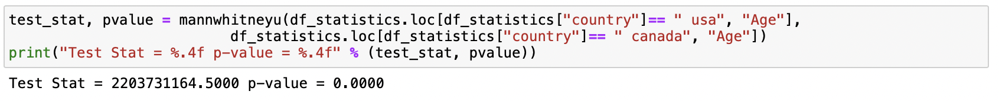 test_stat, pvalue = mannwhitneyu(df_statistics.loc[df_statistics["country"]== " usa", "Age"],
df_statistics.loc[df_statistics["country"]== " canada", "Age"])
print("Test Stat = %.4f p-value = %.4f" % (test_stat, pvalue))
Test Stat = 2203731164.5000 p-value = 0.0000